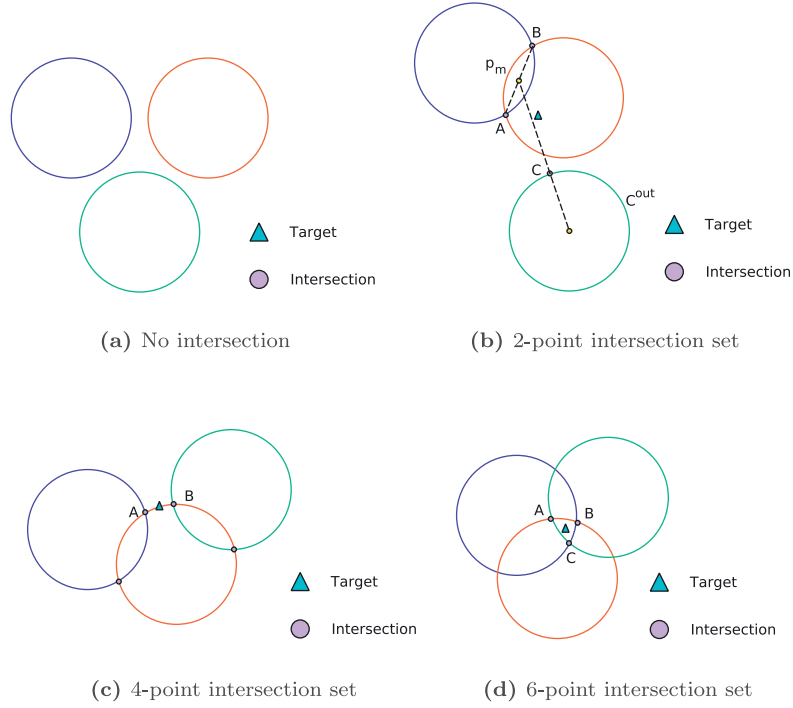 Target
Intersection
(a) No intersection
B
p_m
A
C
C^out
Target
Intersection
(b) 2-point intersection set
A
B
Target
Intersection
(c) 4-point intersection set
A
B
C
Target
Intersection
(d) 6-point intersection set